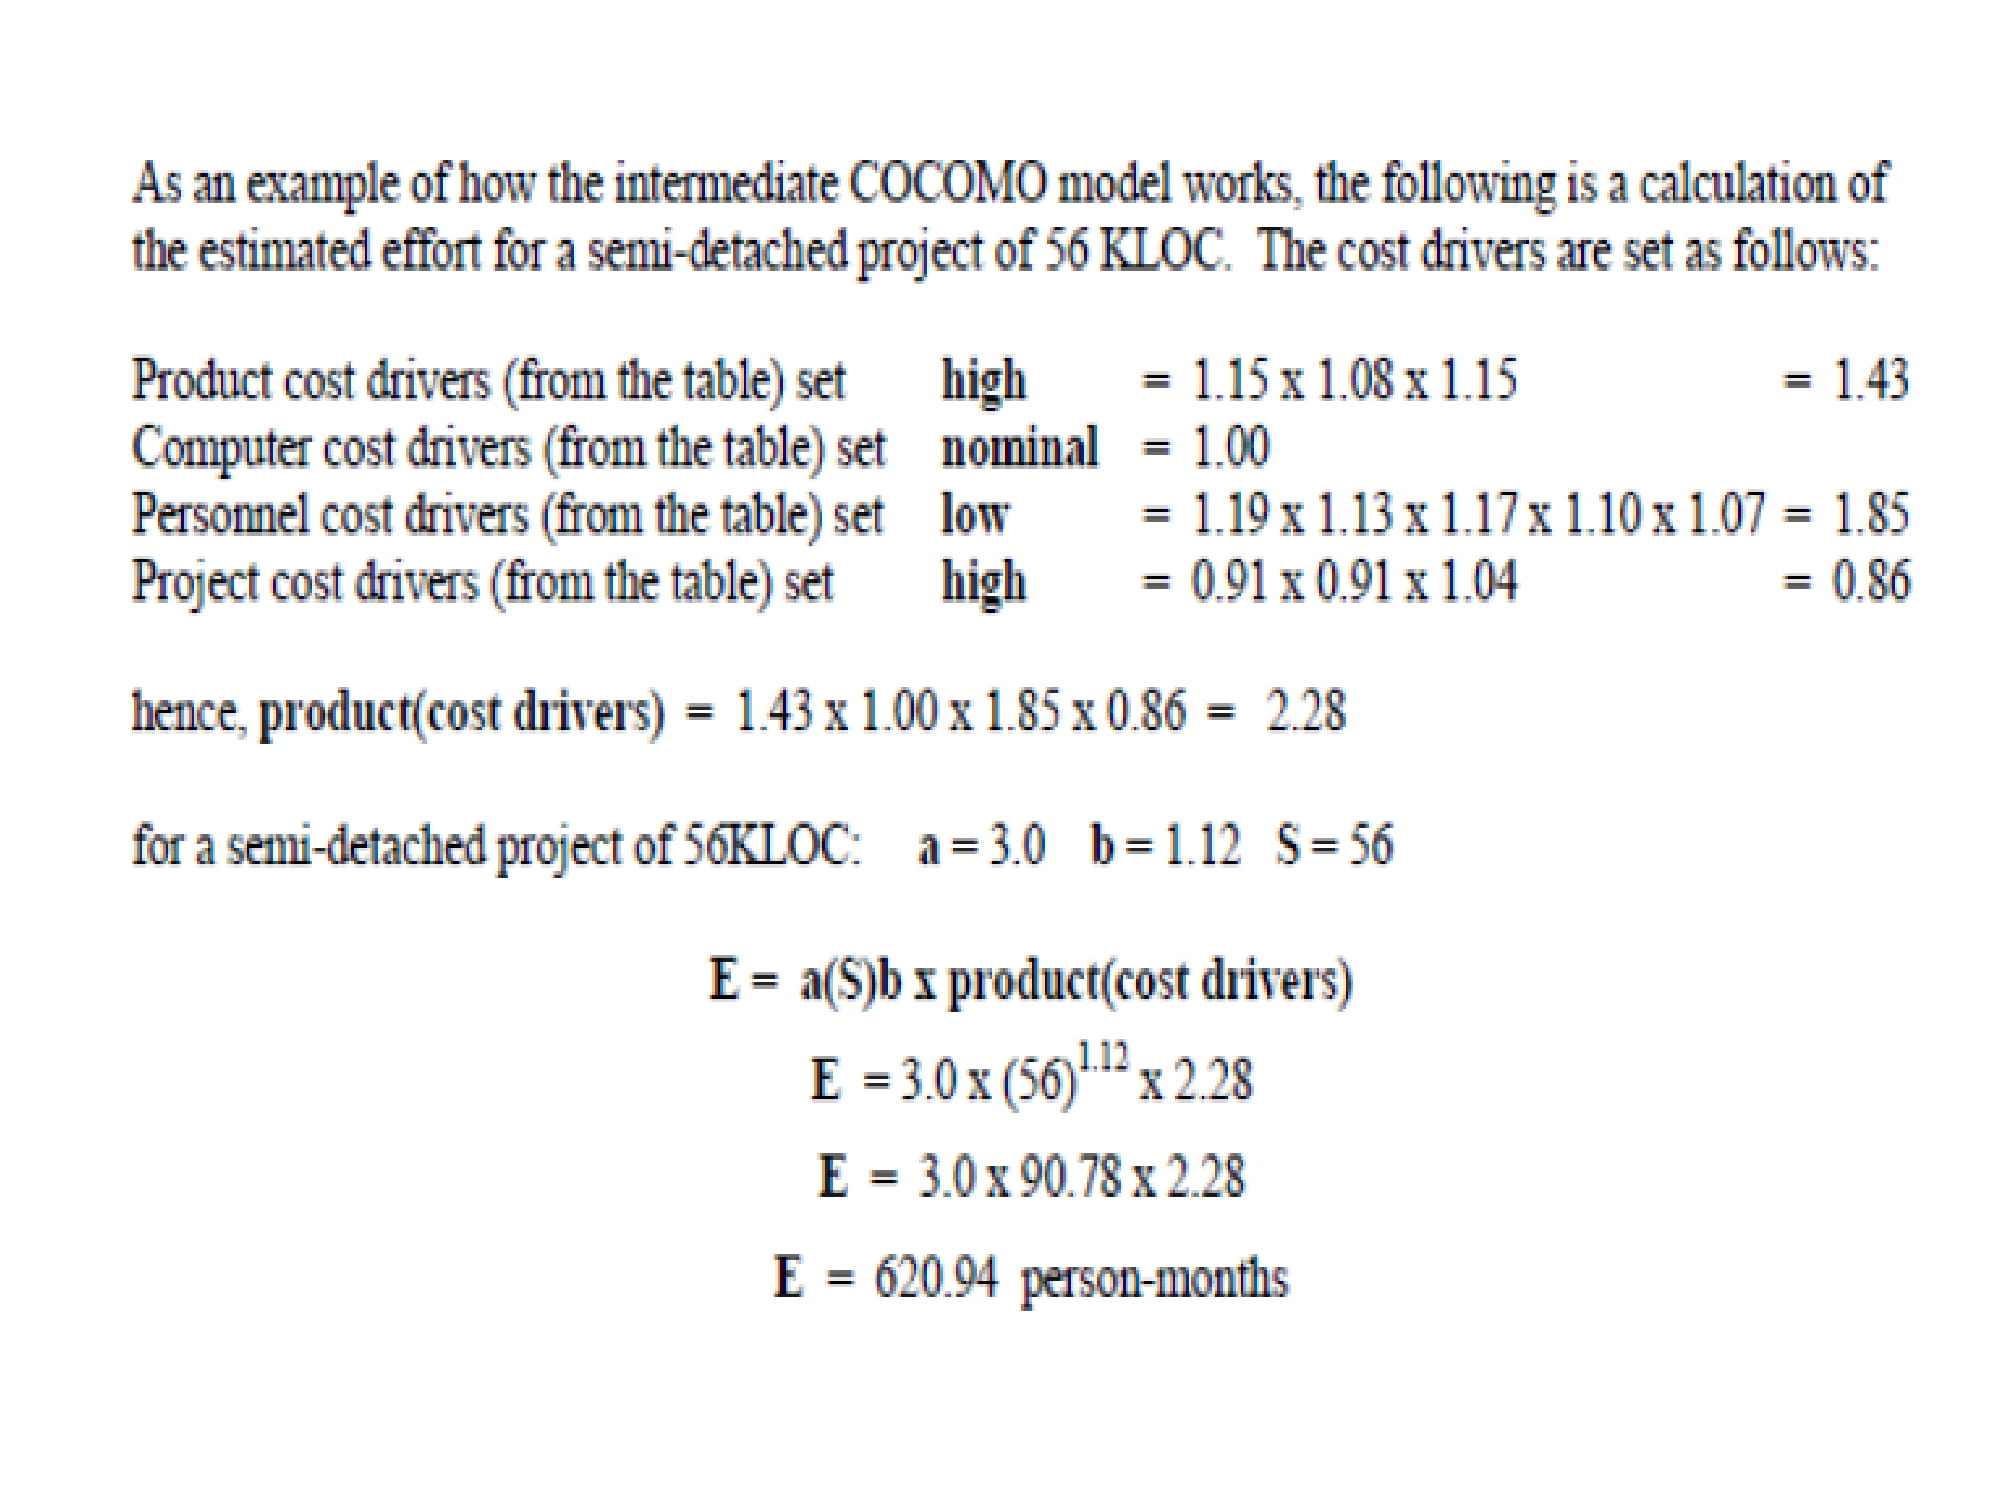 As an example of how the intermediate COCOMO model works, the following is a calculation of
the estimated effort for a semi-detached project of 56 KLOC. The cost drivers are set as follows:
Product cost drivers (from the table) set high = 1.15 x 1.08 x 1.15 = 1.43
Computer cost drivers (from the table) set nominal = 1.00
Personnel cost drivers (from the table) set low = 1.19 x 1.13 x 1.17 x 1.10 x 1.07 = 1.85
Project cost drivers (from the table) set high = 0.91 x 0.91 x 1.04 = 0.86
hence, product(cost drivers) = 1.43 x 1.00 x 1.85 x 0.86 = 2.28
for a semi-detached project of 56KLOC: a = 3.0 b = 1.12 S = 56
E = a(S)b x product(cost drivers)
E = 3.0 x (56)^1.12 x 2.28
E = 3.0 x 90.78 x 2.28
E = 620.94 person-months